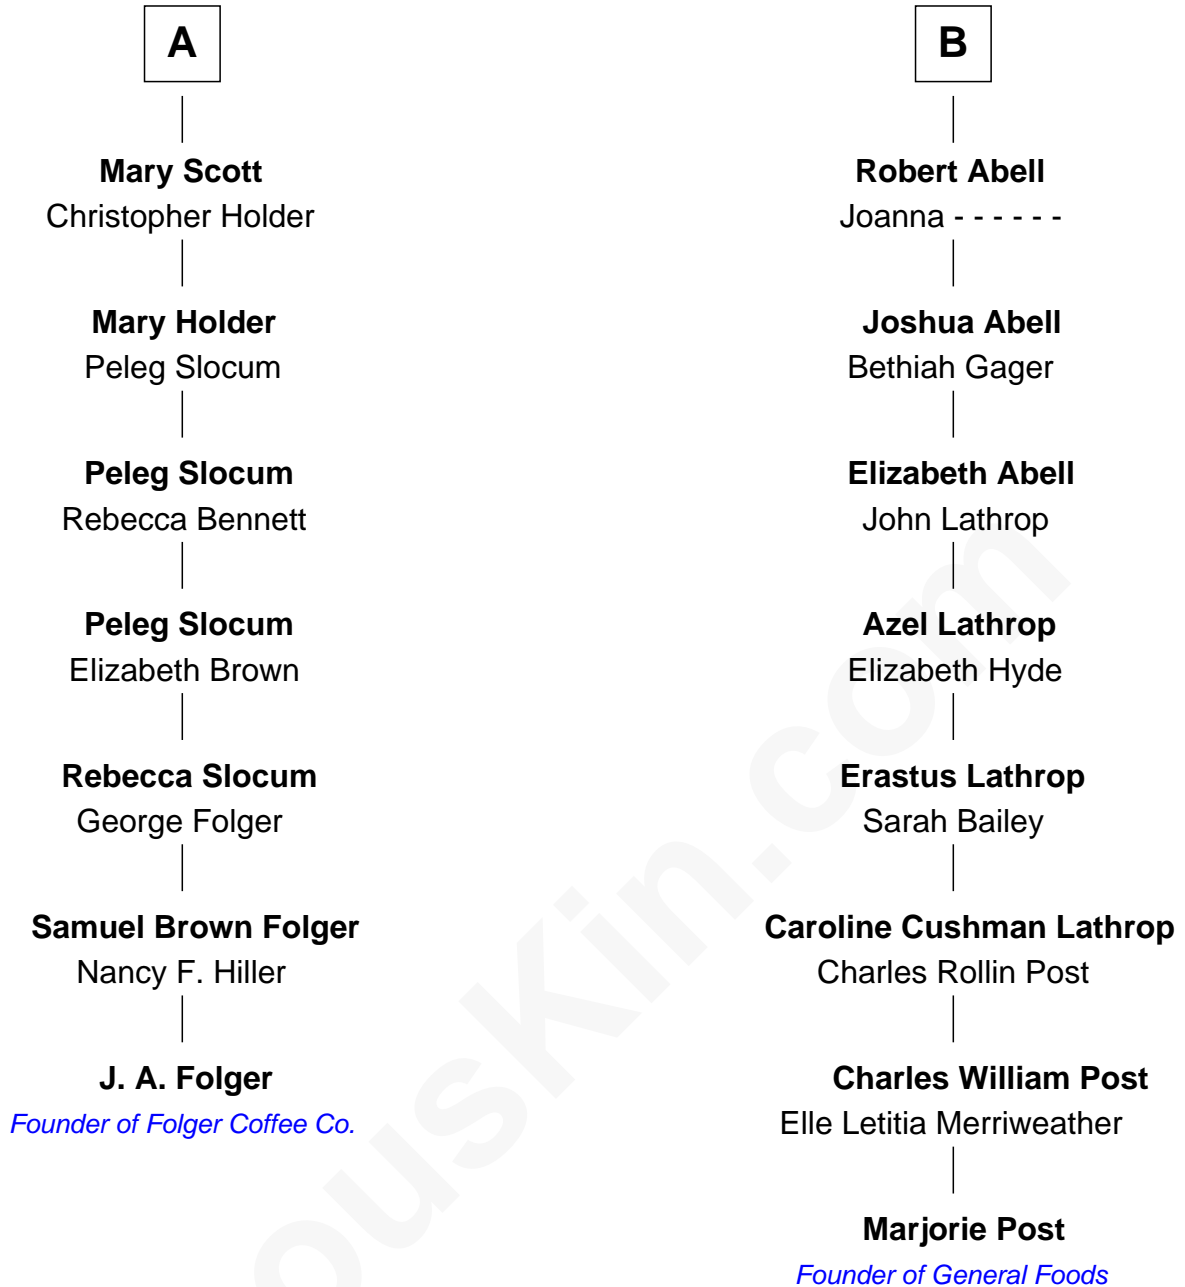 A
Mary Scott
Christopher Holder
Mary Holder
Peleg Slocum
Peleg Slocum
Rebecca Bennett
Peleg Slocum
Elizabeth Brown
Rebecca Slocum
George Folger
Samuel Brown Folger
Nancy F. Hiller
J. A. Folger
Founder of Folger Coffee Co.
B
Robert Abell
Joanna - - - - - -
Joshua Abell
Bethiah Gager
Elizabeth Abell
John Lathrop
Azel Lathrop
Elizabeth Hyde
Erastus Lathrop
Sarah Bailey
Caroline Cushman Lathrop
Charles Rollin Post
Charles William Post
Elle Letitia Merriweather
Marjorie Post
Founder of General Foods
ousKin.com